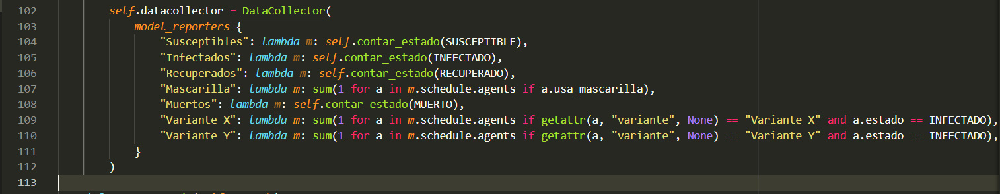 102 self.datacollector = DataCollector(
103 model_reporters={
104 "Susceptibles": lambda m: self.contar_estado(SUSCEPTIBLE),
105 "Infectados": lambda m: self.contar_estado(INFECTADO),
106 "Recuperados": lambda m: self.contar_estado(RECUPERADO),
107 "Mascarilla": lambda m: sum(1 for a in m.schedule.agents if a.usa_mascarilla),
108 "Muertos": lambda m: self.contar_estado(MUERTO),
109 "Variante X": lambda m: sum(1 for a in m.schedule.agents if getattr(a, "variante", None) == "Variante X" and a.estado == INFECTADO),
110 "Variante Y": lambda m: sum(1 for a in m.schedule.agents if getattr(a, "variante", None) == "Variante Y" and a.estado == INFECTADO),
111 }
112 )
113